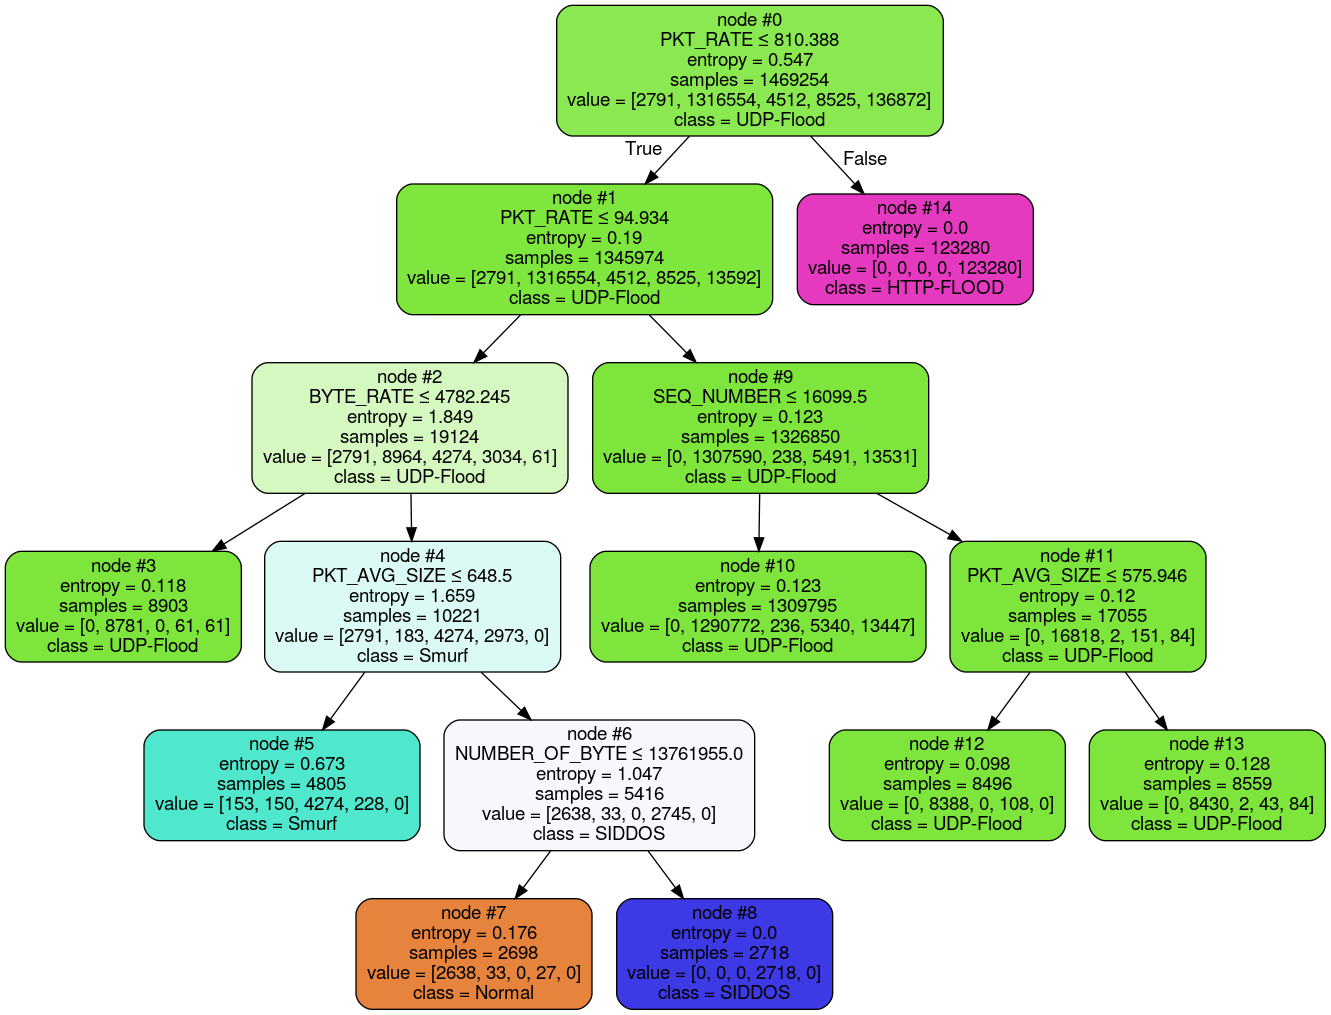 node #0
PKT_RATE ≤ 810.388
entropy = 0.547
samples = 1469254
value = [2791, 1316554, 4512, 8525, 136872]
class = UDP-Flood
True
False
node #1
PKT_RATE ≤ 94.934
entropy = 0.19
samples = 1345974
value = [2791, 1316554, 4512, 8525, 13592]
class = UDP-Flood
node #14
entropy = 0.0
samples = 123280
value = [0, 0, 0, 0, 123280]
class = HTTP-FLOOD
node #2
BYTE_RATE ≤ 4782.245
entropy = 1.849
samples = 19124
value = [2791, 8964, 4274, 3034, 61]
class = UDP-Flood
node #9
SEQ_NUMBER ≤ 16099.5
entropy = 0.123
samples = 1326850
value = [0, 1307590, 238, 5491, 13531]
class = UDP-Flood
node #3
entropy = 0.118
samples = 8903
value = [0, 8781, 0, 61, 61]
class = UDP-Flood
node #4
PKT_AVG_SIZE ≤ 648.5
entropy = 1.659
samples = 10221
value = [2791, 183, 4274, 2973, 0]
class = Smurf
node #10
entropy = 0.123
samples = 1309795
value = [0, 1290772, 236, 5340, 13447]
class = UDP-Flood
node #11
PKT_AVG_SIZE ≤ 575.946
entropy = 0.12
samples = 17055
value = [0, 16818, 2, 151, 84]
class = UDP-Flood
node #5
entropy = 0.673
samples = 4805
value = [153, 150, 4274, 228, 0]
class = Smurf
node #6
NUMBER_OF_BYTE ≤ 13761955.0
entropy = 1.047
samples = 5416
value = [2638, 33, 0, 2745, 0]
class = SIDDOS
node #12
entropy = 0.098
samples = 8496
value = [0, 8388, 0, 108, 0]
class = UDP-Flood
node #13
entropy = 0.128
samples = 8559
value = [0, 8430, 2, 43, 84]
class = UDP-Flood
node #7
entropy = 0.176
samples = 2698
value = [2638, 33, 0, 27, 0]
class = Normal
node #8
entropy = 0.0
samples = 2718
value = [0, 0, 0, 2718, 0]
class = SIDDOS